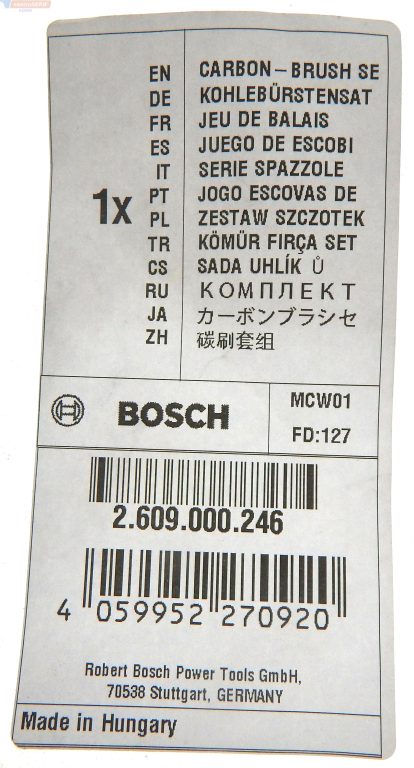 EN CARBON-BRUSH SE
DE KOHLEBÜRSTENSAT
FR JEU DE BALAIS
ES JUEGO DE ESCOBI
IT SERIE SPAZZOLE
1x
PT JOGO ESCOVAS DE
PL ZESTAW SZCZOTEK
TR KÖMÜR FIRÇA SET
CS SADA UHLÍK Ů
RU КОМПЛЕКТ
JA カーボンブラシセ
ZH 碳刷套组
BOSCH
MCW01
FD:127
2.609.000.246
4 059952 270920
Robert Bosch Power Tools GmbH,
70538 Stuttgart, GERMANY
Made in Hungary